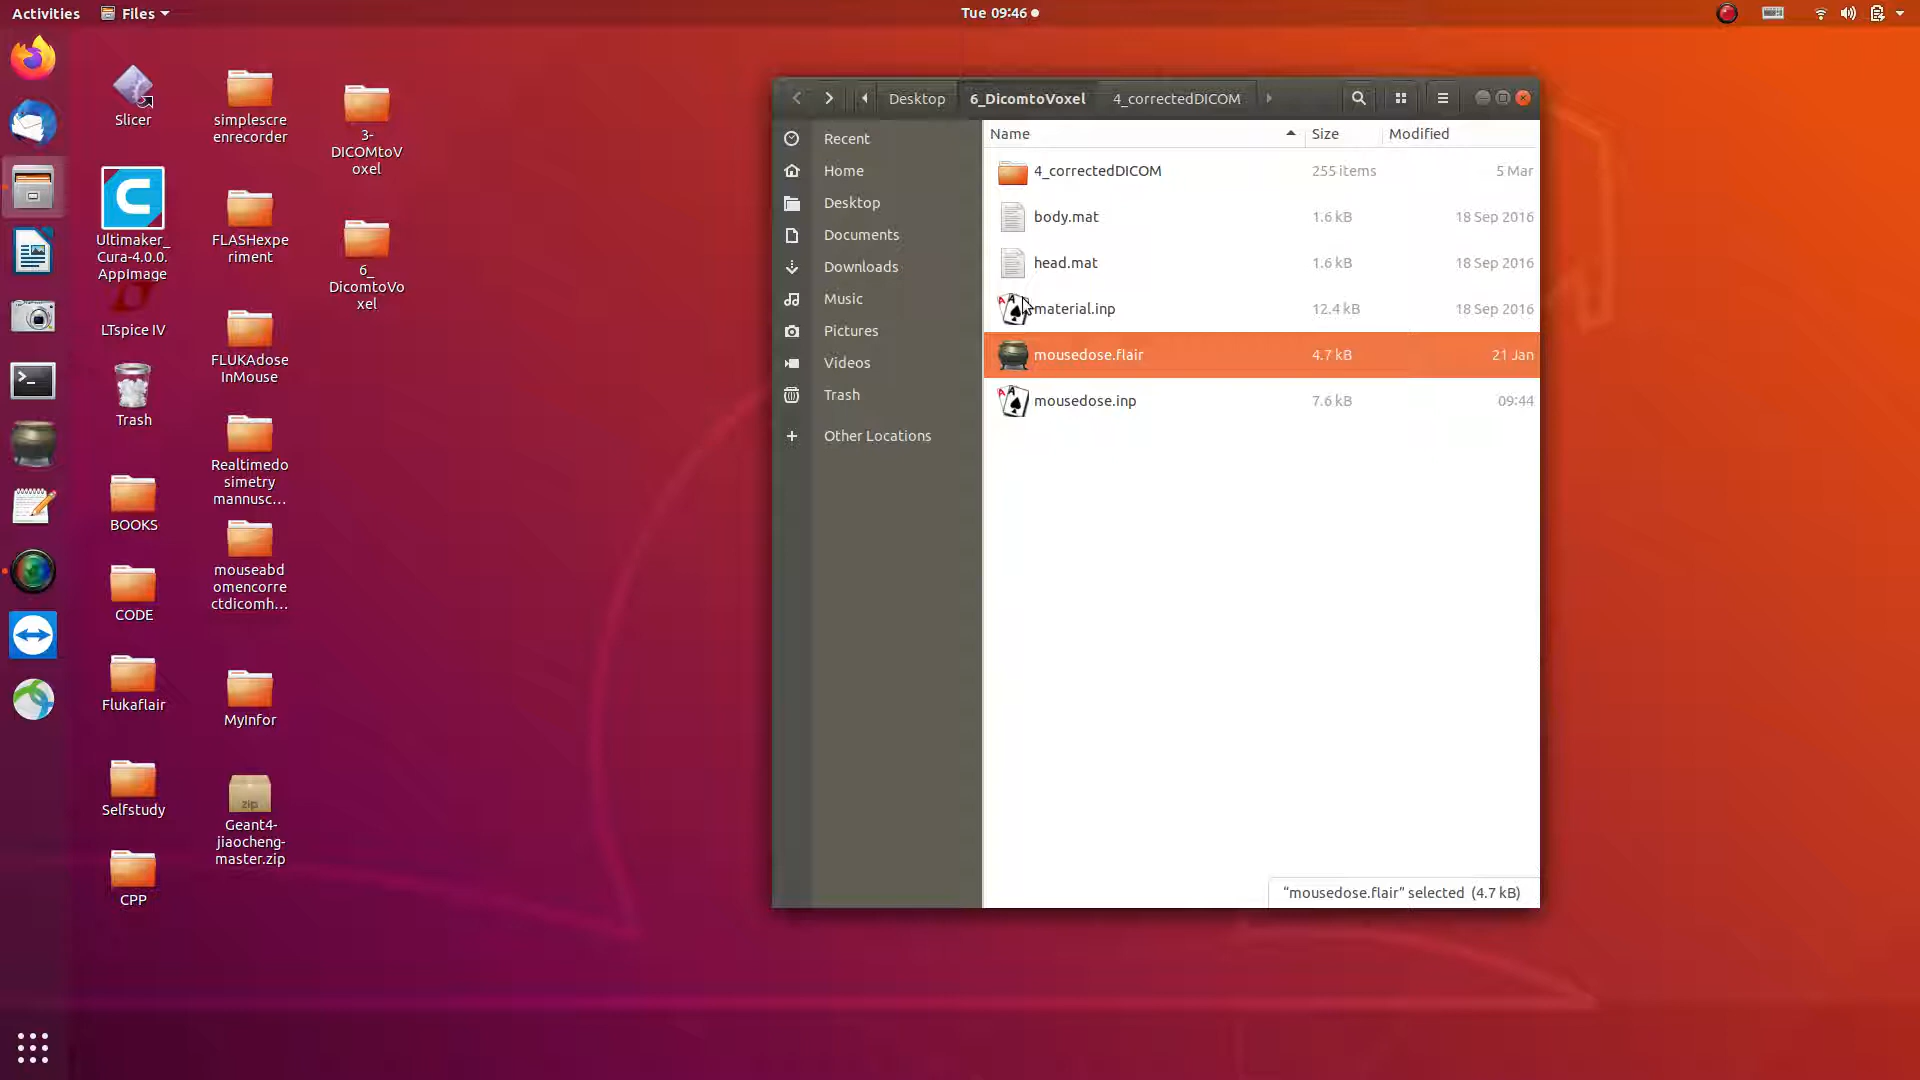 Activities
Files
Tue 09:46
Slicer
simplescre
enrecorder
3-
DICOMtoV
oxel
Ultimaker_
Cura-4.0.0.
AppImage
FLASHexpe
riment
6_
DicomtoVo
xel
LTspice IV
FLUKAdose
InMouse
Trash
Realtimedo
simetry
mannusc...
BOOKS
mouseabd
omencorre
ctdicomh...
CODE
Flukaflair
MyInfor
Selfstudy
zip
Geant4-
jiaocheng-
master.zip
CPP
Desktop
6_DicomtoVoxel
4_correctedDICOM
Recent
Home
Desktop
Documents
Downloads
Music
Pictures
Videos
Trash
Other Locations
Name Size Modified
4_correctedDICOM 255 items 5 Mar
body.mat 1.6 kB 18 Sep 2016
head.mat 1.6 kB 18 Sep 2016
material.inp 12.4 kB 18 Sep 2016
mousedose.flair 4.7 kB 21 Jan
mousedose.inp 7.6 kB 09:44
“mousedose.flair” selected (4.7 kB)